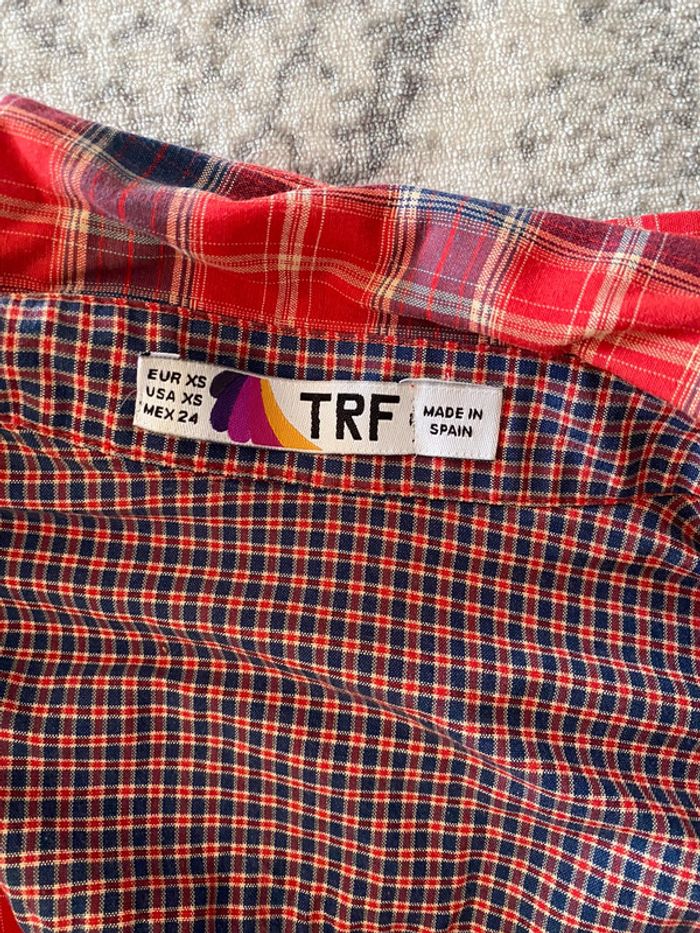 EUR XS
USA XS
MEX 24
TRF
MADE IN
SPAIN